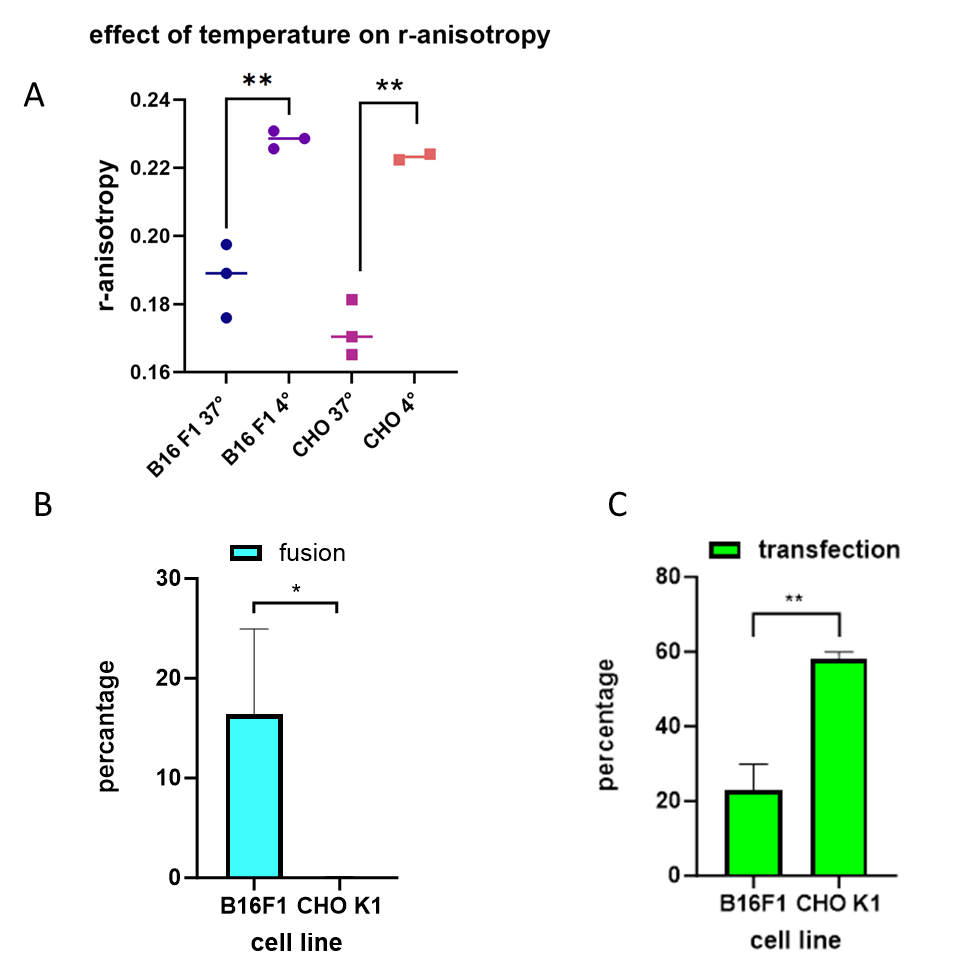 effect of temperature on r-anisotropy
A
**
**
0.24
0.22
0.20
0.18
0.16
r-anisotropy
B16 F1 37°
B16 F1 4°
CHO 37°
CHO 4°
B
fusion
*
30
20
10
0
percantage
B16F1 CHO K1
cell line
C
transfection
**
80
60
40
20
0
percentage
B16F1 CHO K1
cell line